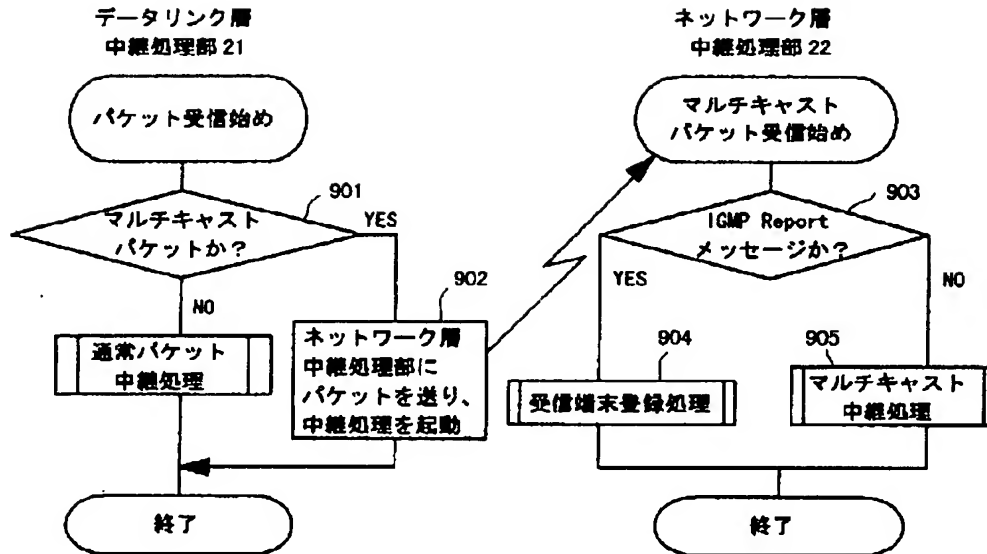 データリンク層
中継処理部 21
パケット受信始め
901
マルチキャスト
パケットか？
YES
NO
902
通常パケット
中継処理
ネットワーク層
中継処理部に
パケットを送り、
中継処理を起動
終了
ネットワーク層
中継処理部 22
マルチキャスト
パケット受信始め
903
IGMP Report
メッセージか？
YES
NO
904
受信端末登録処理
905
マルチキャスト
中継処理
終了